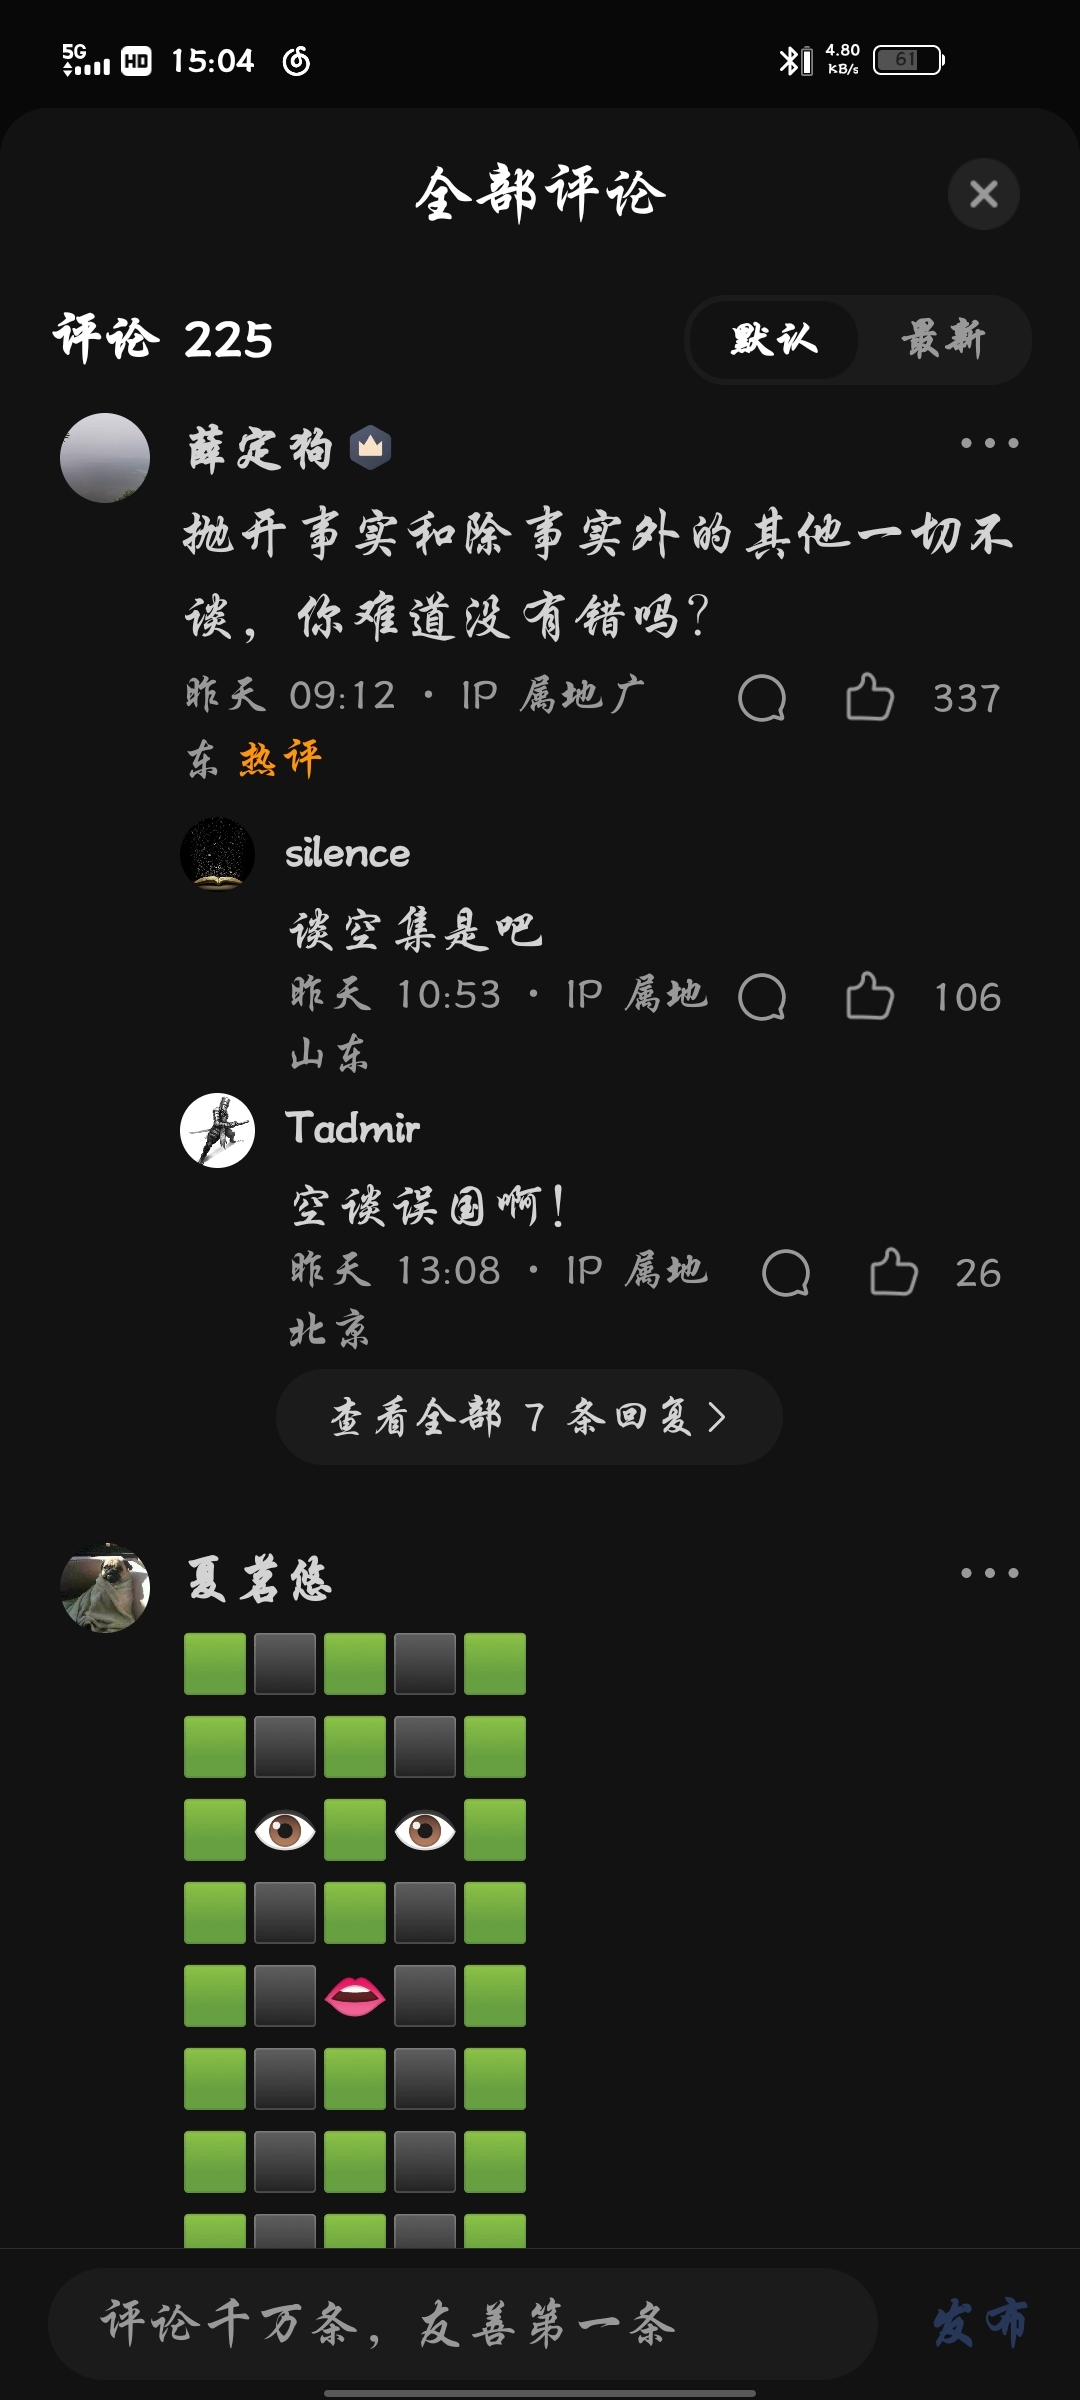 5G HD 15:04 4.80 KB/s 61
全部评论
评论 225 默认 最新
薛定狗
抛开事实和除事实外的其他一切不
谈，你难道没有错吗？
昨天 09:12 · IP 属地广 337
东 热评
silence
谈空集是吧
昨天 10:53 · IP 属地 106
山东
Tadmir
空谈误国啊！
昨天 13:08 · IP 属地 26
北京
查看全部 7 条回复
夏茗悠
评论千万条，友善第一条 发布